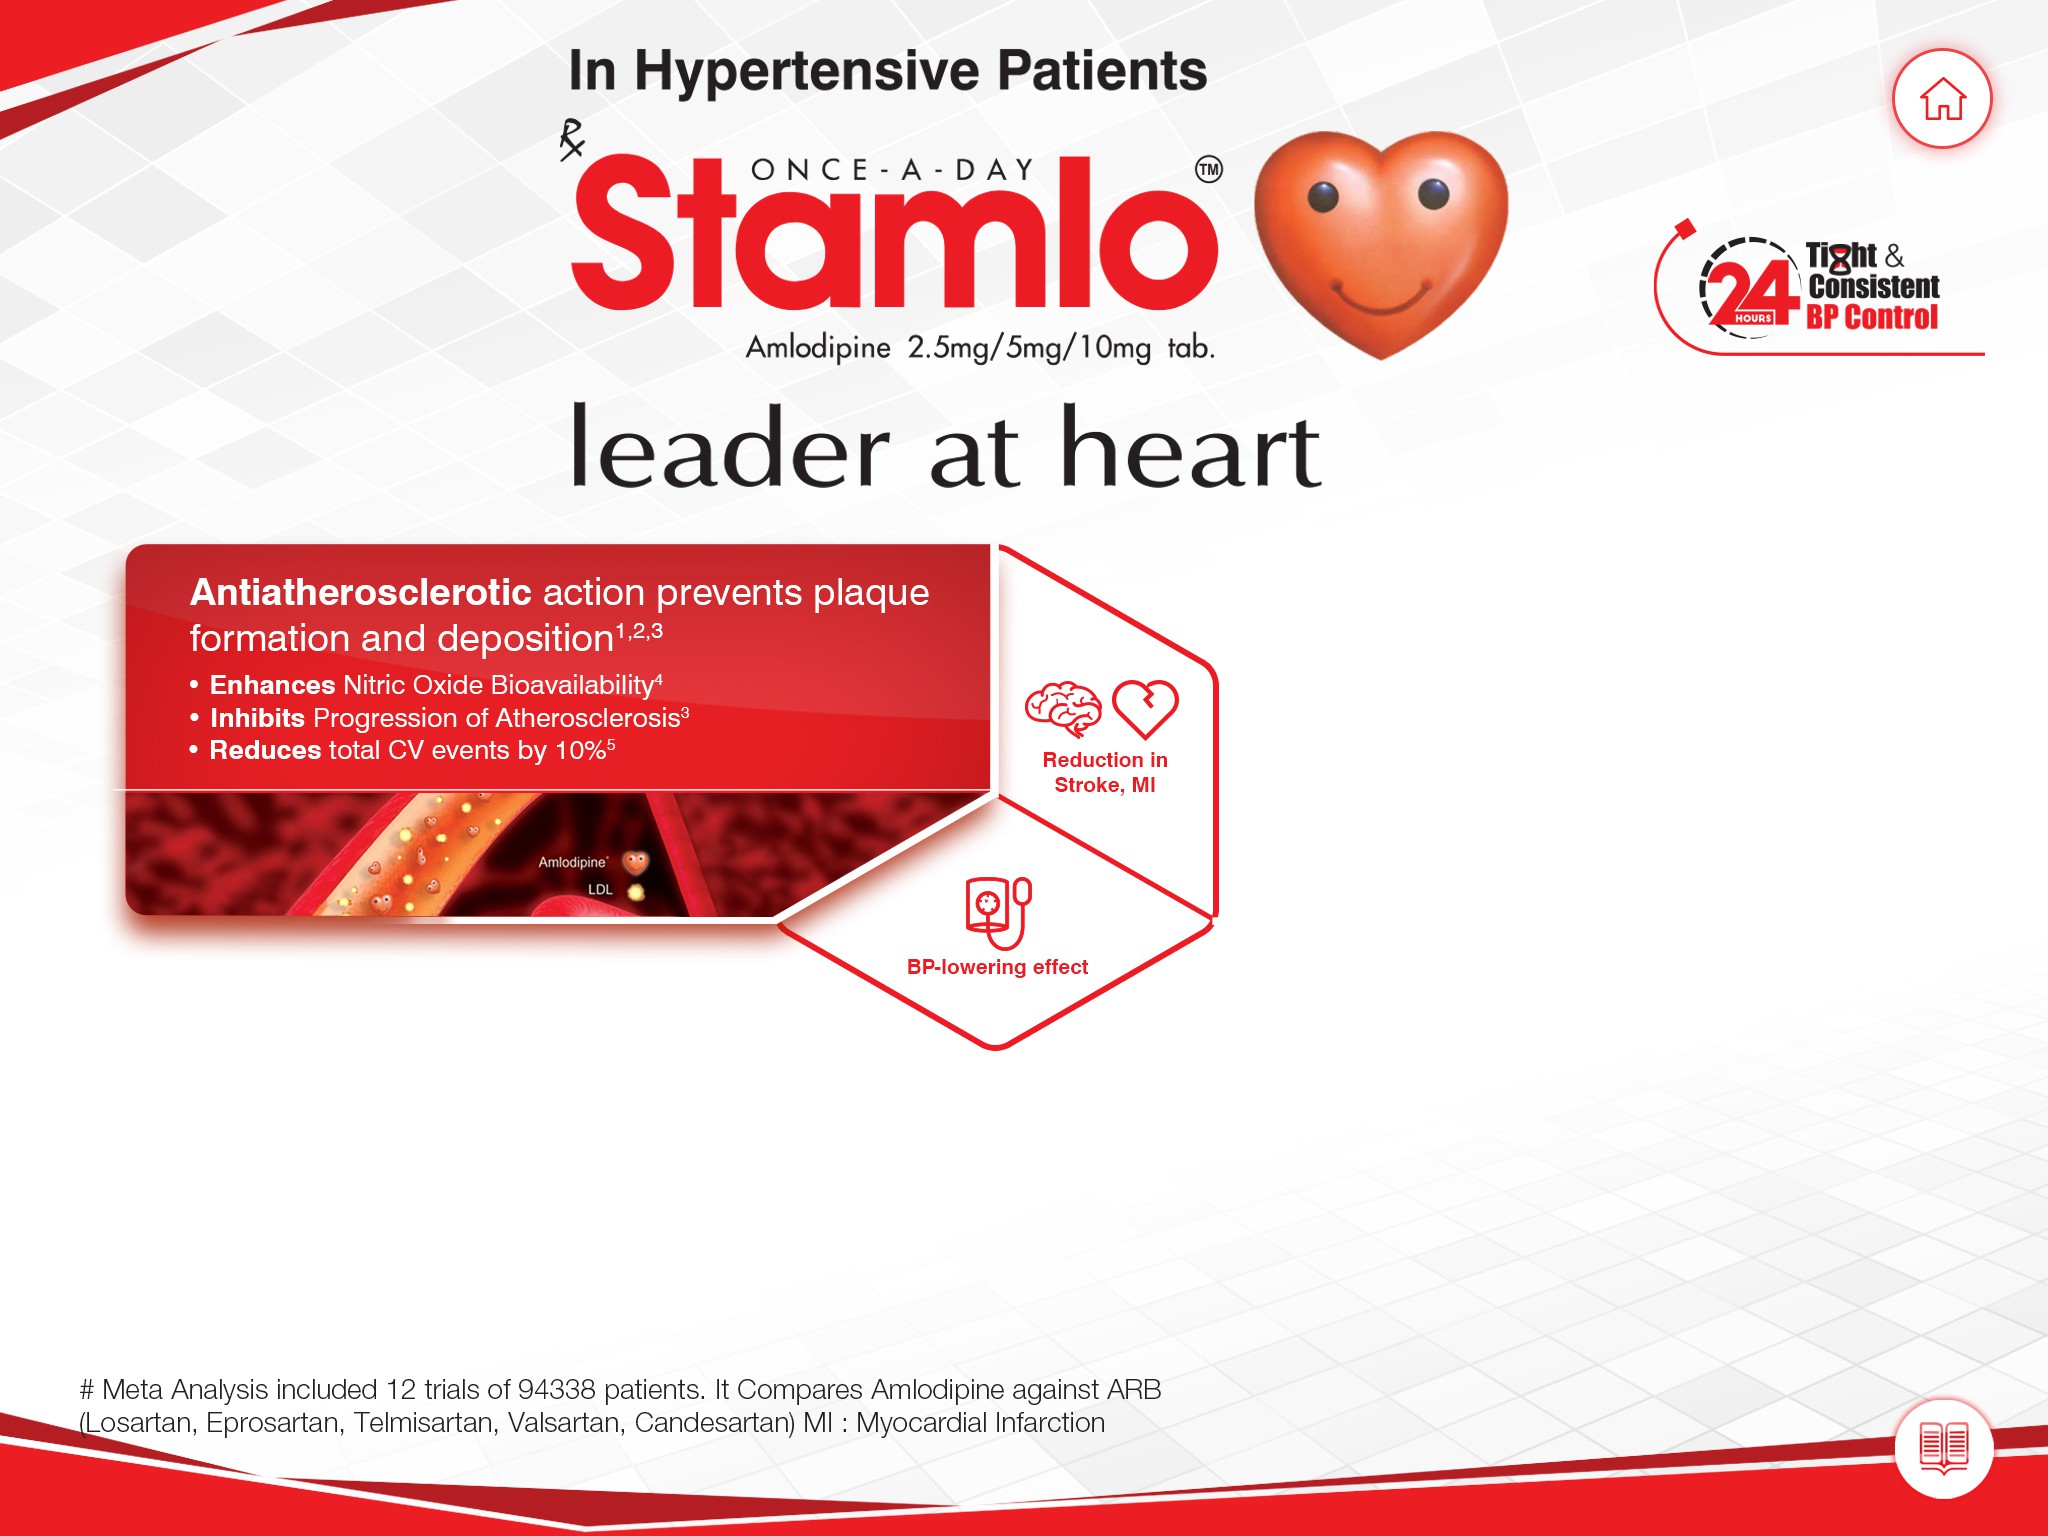 In Hypertensive Patients
℞
ONCE-A-DAY
Stamlo™
Amlodipine 2.5mg/5mg/10mg tab.
leader at heart
24 HOURS
Tight &
Consistent
BP Control
Antiatherosclerotic action prevents plaque
formation and deposition1,2,3
• Enhances Nitric Oxide Bioavailability4
• Inhibits Progression of Atherosclerosis3
• Reduces total CV events by 10%5
Amlodipine*
LDL
Reduction in
Stroke, MI
BP-lowering effect
# Meta Analysis included 12 trials of 94338 patients. It Compares Amlodipine against ARB
(Losartan, Eprosartan, Telmisartan, Valsartan, Candesartan) MI : Myocardial Infarction